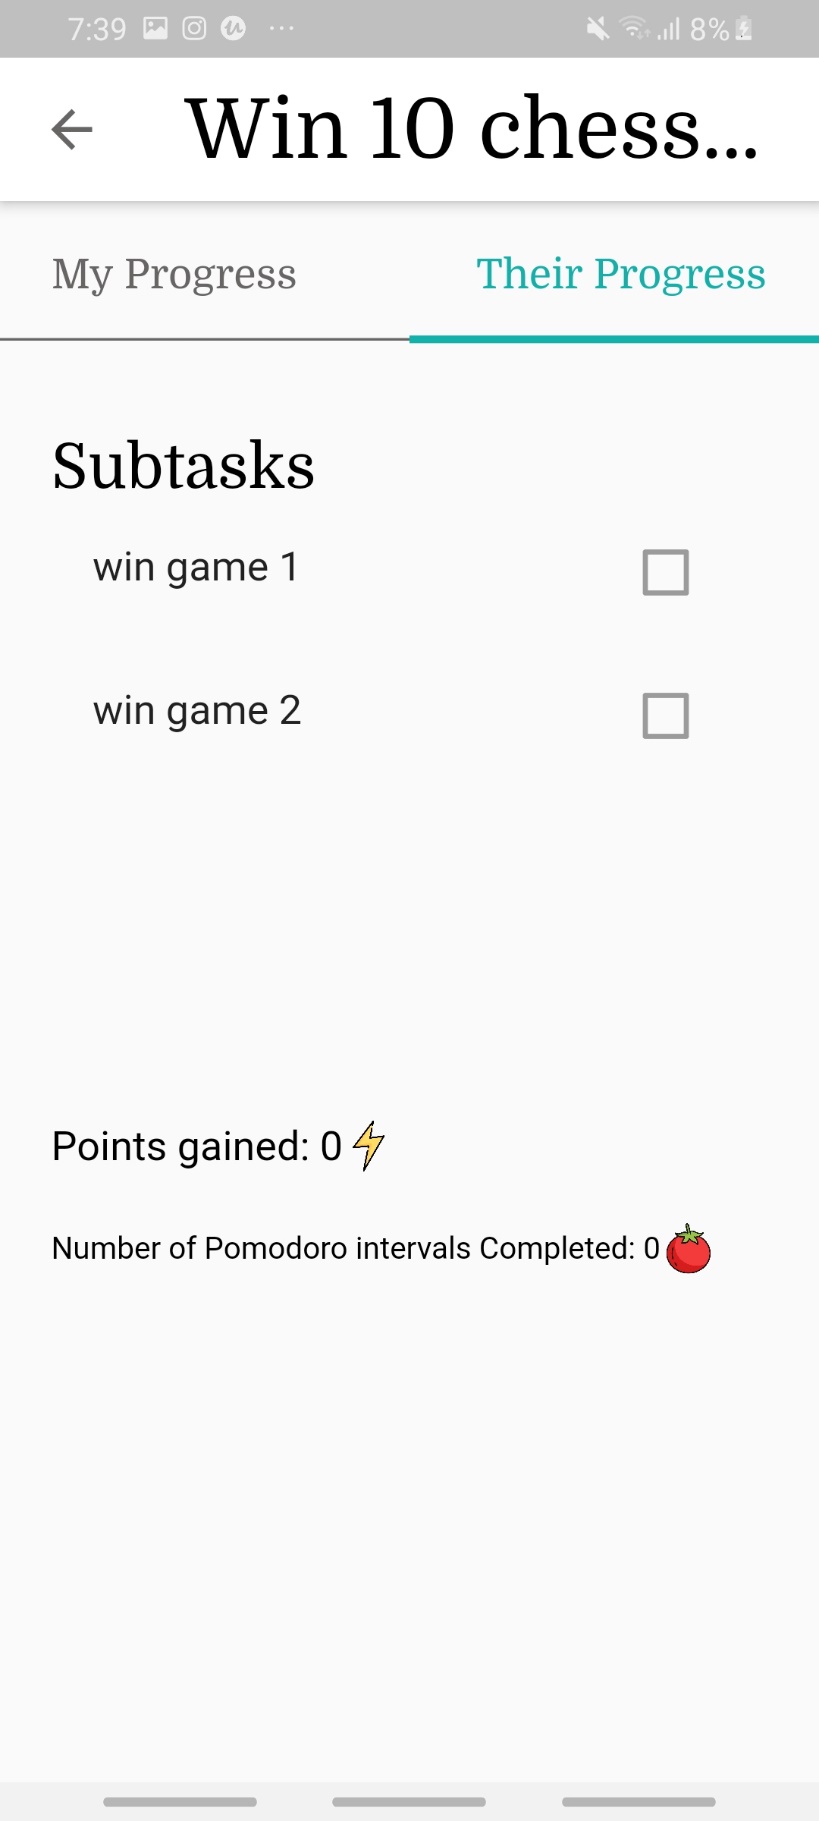 7:39 ... 8%
Win 10 chess...
My Progress Their Progress
Subtasks
win game 1
win game 2
Points gained: 0
Number of Pomodoro intervals Completed: 0